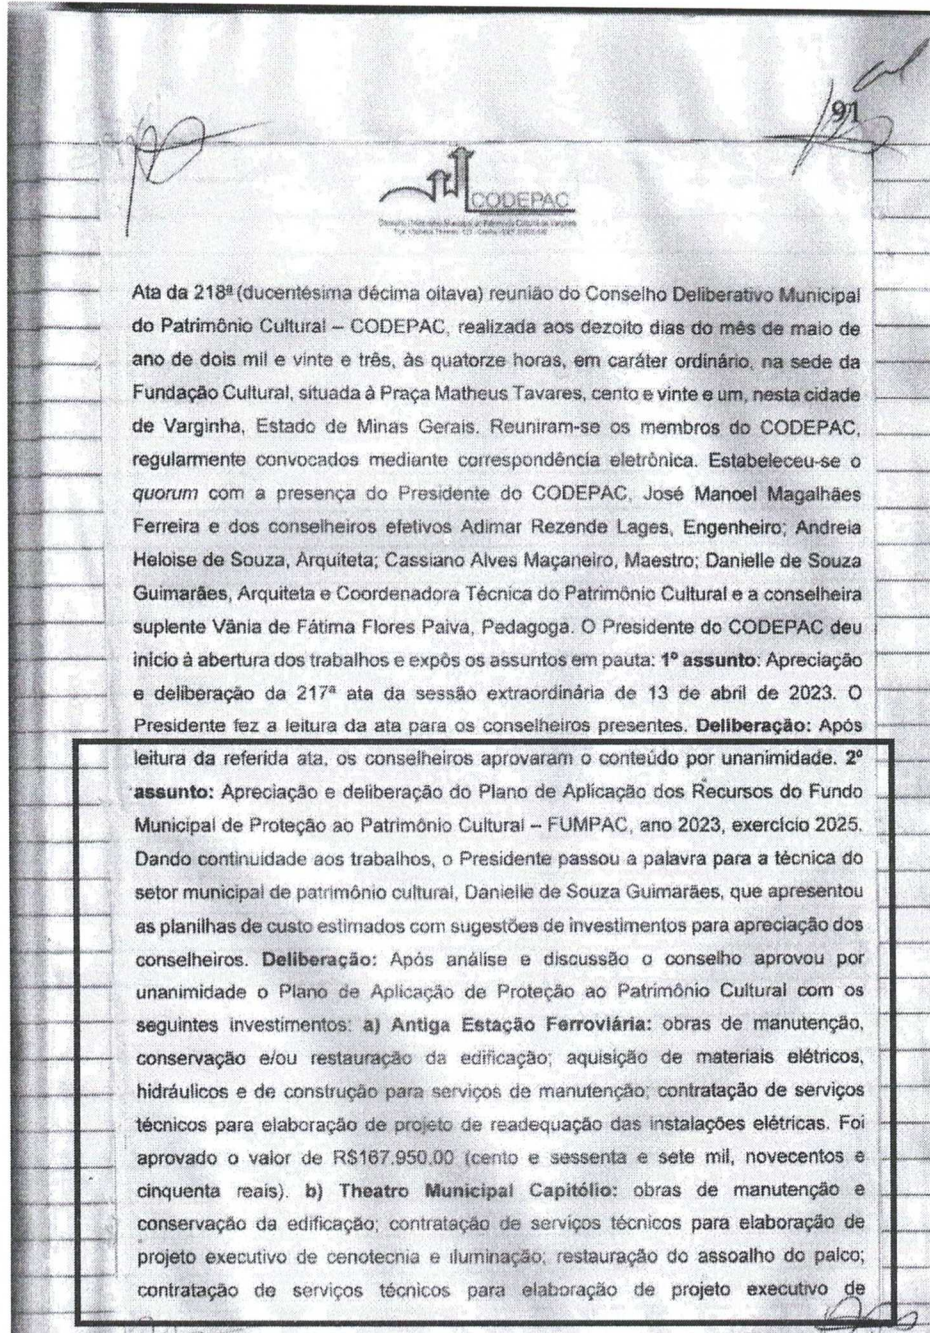 91
CODEPAC
Ata da 218ª (ducentésima décima oitava) reunião do Conselho Deliberativo Municipal
do Patrimônio Cultural – CODEPAC, realizada aos dezoito dias do mês de maio de
ano de dois mil e vinte e três, às quatorze horas, em caráter ordinário, na sede da
Fundação Cultural, situada à Praça Matheus Tavares, cento e vinte e um, nesta cidade
de Varginha, Estado de Minas Gerais. Reuniram-se os membros do CODEPAC,
regularmente convocados mediante correspondência eletrônica. Estabeleceu-se o
quorum com a presença do Presidente do CODEPAC, José Manoel Magalhães
Ferreira e dos conselheiros efetivos Adimar Rezende Lages, Engenheiro; Andreia
Heloise de Souza, Arquiteta; Cassiano Alves Maçaneiro, Maestro; Danielle de Souza
Guimarães, Arquiteta e Coordenadora Técnica do Patrimônio Cultural e a conselheira
suplente Vânia de Fátima Flores Paiva, Pedagoga. O Presidente do CODEPAC deu
início à abertura dos trabalhos e expôs os assuntos em pauta: 1º assunto: Apreciação
e deliberação da 217ª ata da sessão extraordinária de 13 de abril de 2023. O
Presidente fez a leitura da ata para os conselheiros presentes. Deliberação: Após
leitura da referida ata, os conselheiros aprovaram o conteúdo por unanimidade. 2º
assunto: Apreciação e deliberação do Plano de Aplicação dos Recursos do Fundo
Municipal de Proteção ao Patrimônio Cultural – FUMPAC, ano 2023, exercício 2025.
Dando continuidade aos trabalhos, o Presidente passou a palavra para a técnica do
setor municipal de patrimônio cultural, Danielle de Souza Guimarães, que apresentou
as planilhas de custo estimados com sugestões de investimentos para apreciação dos
conselheiros. Deliberação: Após análise e discussão o conselho aprovou por
unanimidade o Plano de Aplicação de Proteção ao Patrimônio Cultural com os
seguintes investimentos: a) Antiga Estação Ferroviária: obras de manutenção,
conservação e/ou restauração da edificação; aquisição de materiais elétricos,
hidráulicos e de construção para serviços de manutenção; contratação de serviços
técnicos para elaboração de projeto de readequação das instalações elétricas. Foi
aprovado o valor de R$167.950,00 (cento e sessenta e sete mil, novecentos e
cinquenta reais). b) Theatro Municipal Capitólio: obras de manutenção e
conservação da edificação; contratação de serviços técnicos para elaboração de
projeto executivo de cenotecnia e iluminação; restauração do assoalho do palco;
contratação de serviços técnicos para elaboração de projeto executivo de